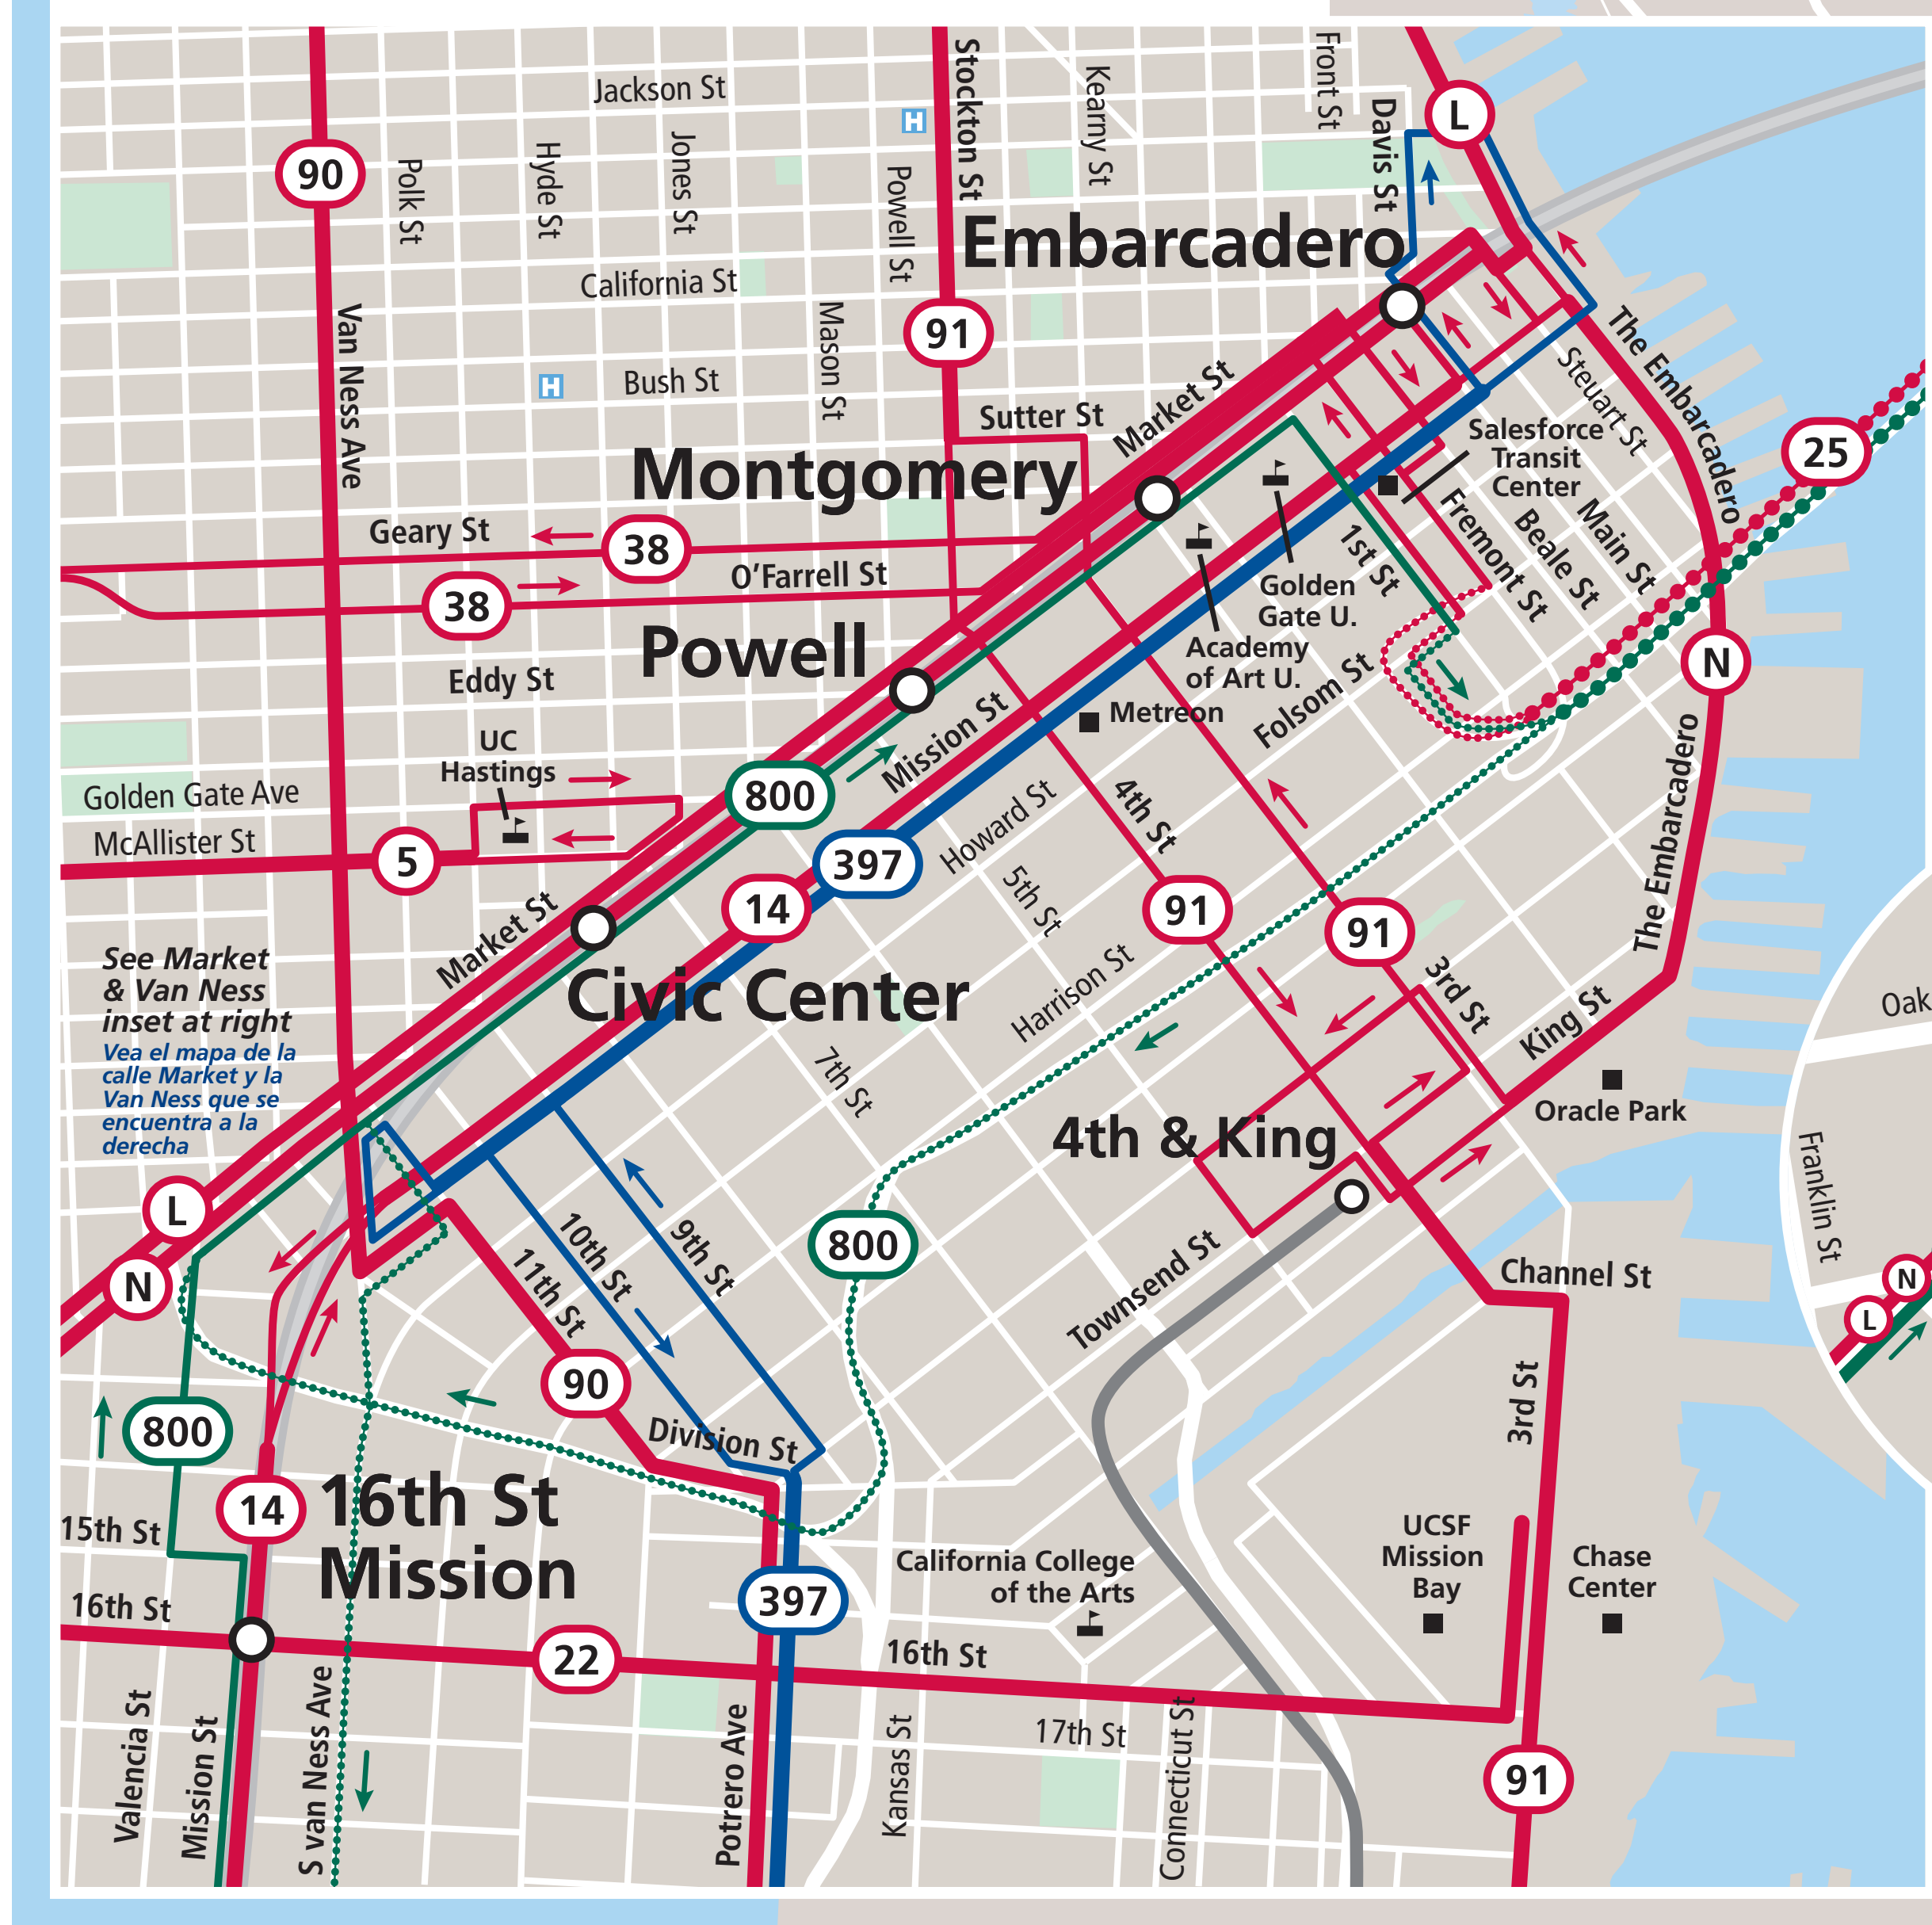 Jackson St
Stockton St
Kearny St
Front St
Davis St
L
90
Polk St
Hyde St
Jones St
Powell St
H
Embarcadero
California St
Van Ness Ave
Mason St
91
H
Bush St
Sutter St
Market St
Steuart St
The Embarcadero
Montgomery
Salesforce
Transit
Center
25
Geary St
38
O'Farrell St
38
1st St
Fremont St
Beale St
Main St
Golden
Gate U.
Academy
of Art U.
Powell
Eddy St
Metreon
Folsom St
N
UC
Hastings
Mission St
800
Golden Gate Ave
McAllister St
5
397
Howard St
4th St
The Embarcadero
14
5th St
91
91
Market St
Civic Center
Harrison St
3rd St
King St
Oak
See Market
& Van Ness
inset at right
Vea el mapa de la
calle Market y la
Van Ness que se
encuentra a la
derecha
7th St
4th & King
Oracle Park
Franklin St
L
N
10th St
9th St
11th St
800
Townsend St
Channel St
N
L
90
800
Division St
3rd St
14
16th St
Mission
15th St
16th St
California College
of the Arts
UCSF
Mission
Bay
Chase
Center
397
22
16th St
17th St
Valencia St
Mission St
S van Ness Ave
Potrero Ave
Kansas St
Connecticut St
91